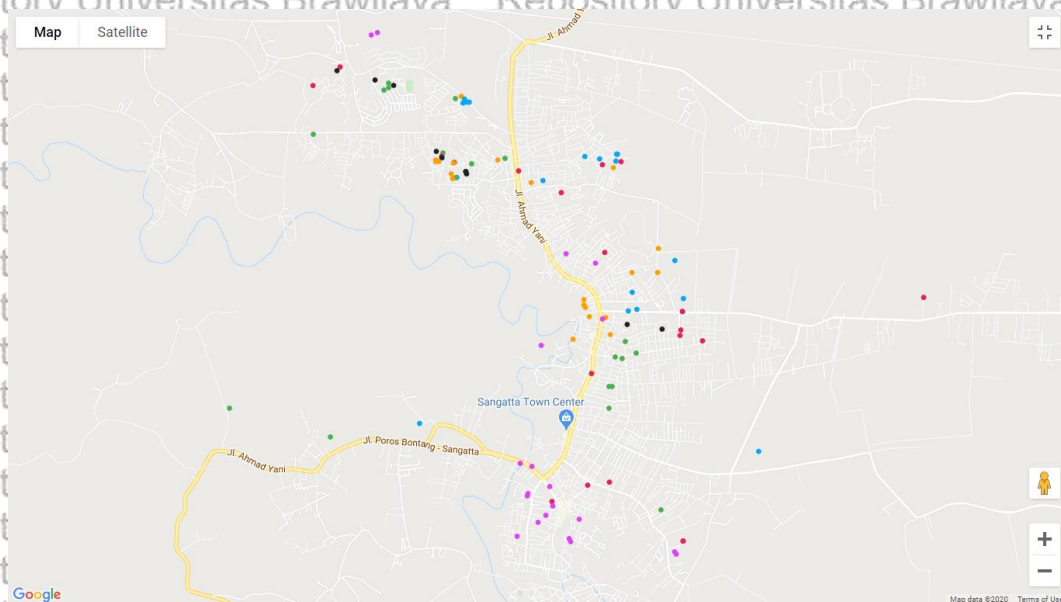 Repository Universitas Brawijaya
Map
Satellite
Jl. Ahmad Y
Jl. Ahmad Yani
Sangatta Town Center
Jl. Poros Bontang - Sangatta
Jl. Ahmad Yani
Google
Map data ©2020
Terms of Use